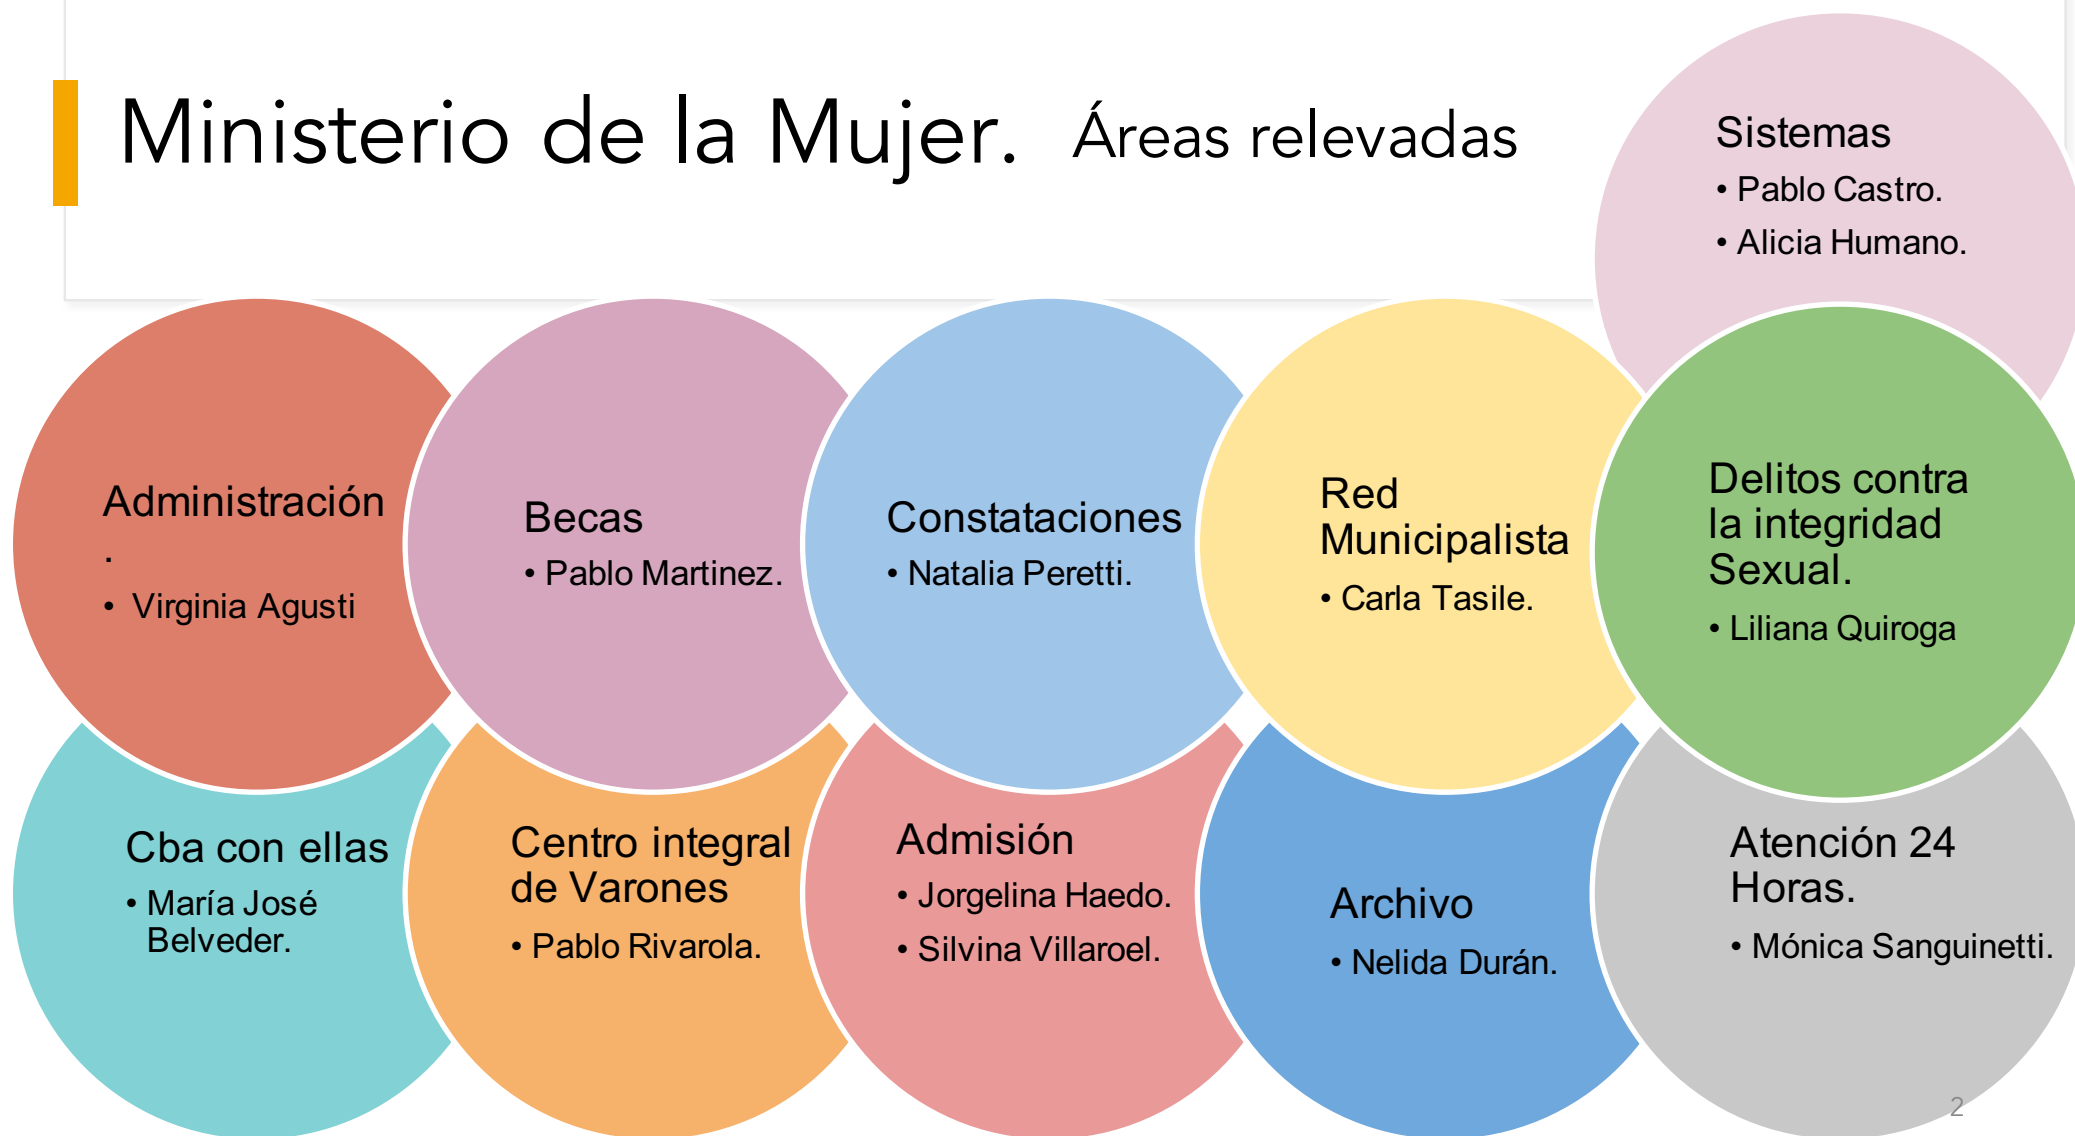 Ministerio de la Mujer. Áreas relevadas
Sistemas
• Pablo Castro.
• Alicia Humano.
Administración
.
• Virginia Agusti
Becas
• Pablo Martinez.
Constataciones
• Natalia Peretti.
Red
Municipalista
• Carla Tasile.
Delitos contra
la integridad
Sexual.
• Liliana Quiroga
Cba con ellas
• María José
Belveder.
Centro integral
de Varones
• Pablo Rivarola.
Admisión
• Jorgelina Haedo.
• Silvina Villaroel.
Archivo
• Nelida Durán.
Atención 24
Horas.
• Mónica Sanguinetti.
2